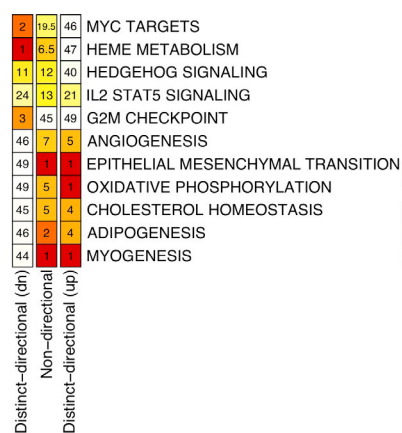 2 19.5 46 MYC TARGETS
1 6.5 47 HEME METABOLISM
11 12 40 HEDGEHOG SIGNALING
24 13 21 IL2 STAT5 SIGNALING
3 45 49 G2M CHECKPOINT
46 7 5 ANGIOGENESIS
49 1 1 EPITHELIAL MESENCHYMAL TRANSITION
49 5 1 OXIDATIVE PHOSPHORYLATION
45 5 4 CHOLESTEROL HOMEOSTASIS
46 2 4 ADIPOGENESIS
44 1 1 MYOGENESIS
Distinct-directional (dn)
Non-directional
Distinct-directional (up)